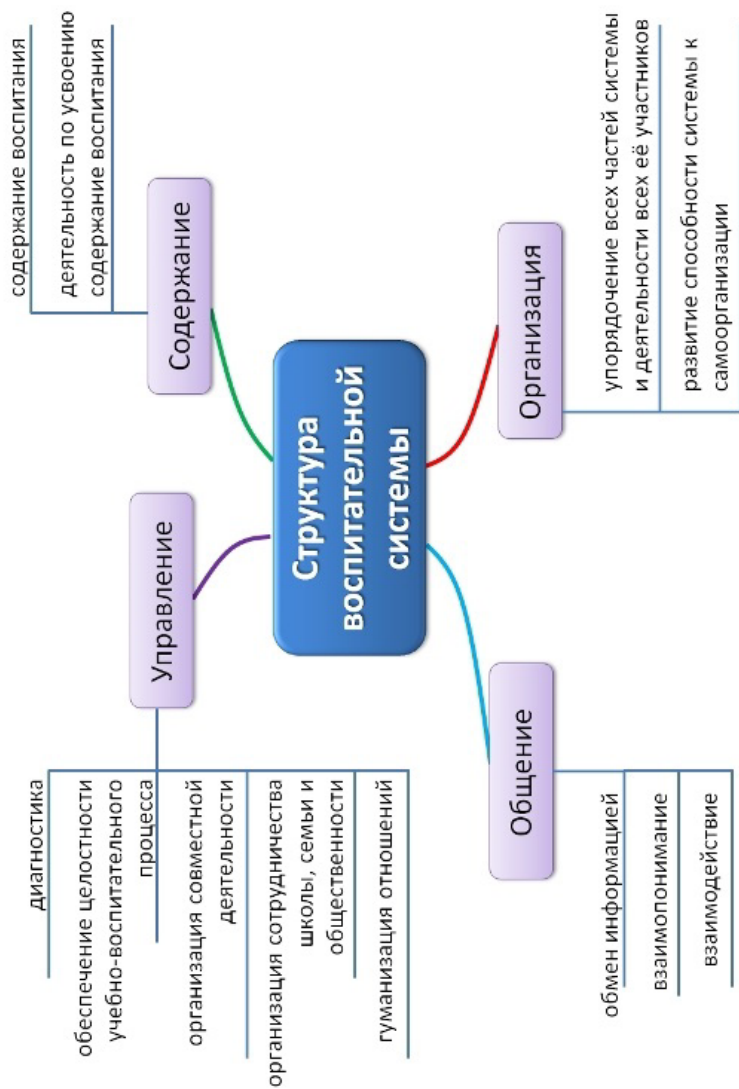 Структура
воспитательной
системы
Управление
диагностика
обеспечение целостности
учебно-воспитательного
процесса
организация совместной
деятельности
организация сотрудничества
школы, семьи и
общественности
гуманизация отношений
Содержание
содержание воспитания
деятельность по усвоению
содержание воспитания
Общение
обмен информацией
взаимопонимание
взаимодействие
Организация
упорядочение всех частей системы
и деятельности всех её участников
развитие способности системы к
самоорганизации